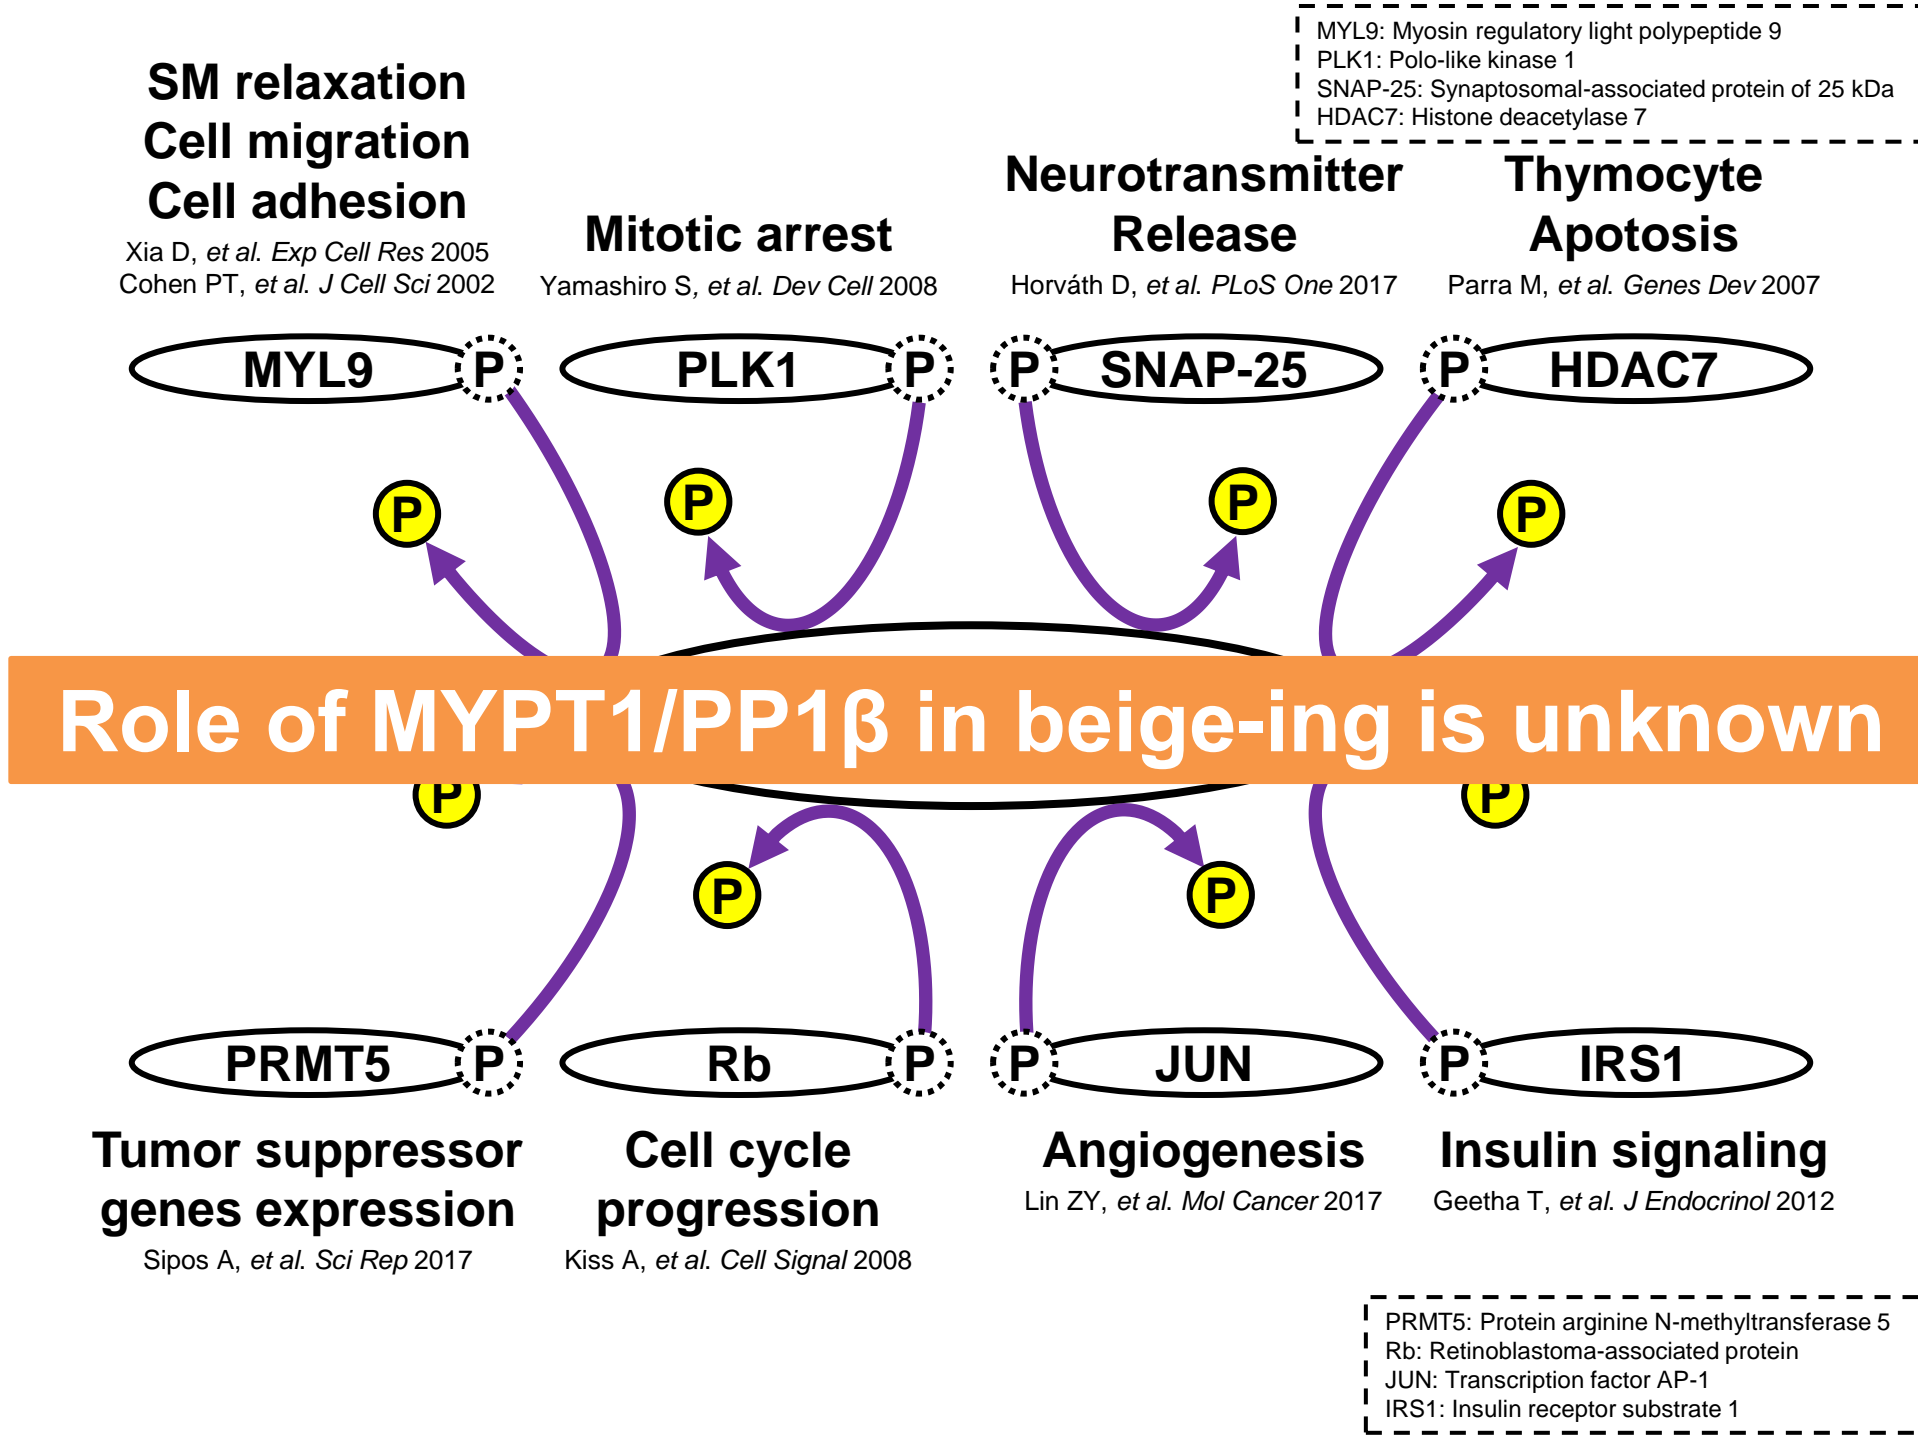 MYL9: Myosin regulatory light polypeptide 9
PLK1: Polo-like kinase 1
SNAP-25: Synaptosomal-associated protein of 25 kDa
HDAC7: Histone deacetylase 7
SM relaxation
Cell migration
Cell adhesion
Xia D, et al. Exp Cell Res 2005
Cohen PT, et al. J Cell Sci 2002
Mitotic arrest
Yamashiro S, et al. Dev Cell 2008
Neurotransmitter
Release
Horváth D, et al. PLoS One 2017
Thymocyte
Apotosis
Parra M, et al. Genes Dev 2007
MYL9 P
PLK1 P
P SNAP-25
P HDAC7
P
P
P
P
Role of MYPT1/PP1β in beige-ing is unknown
P
P
P
P
PRMT5 P
Rb P
P JUN
P IRS1
Tumor suppressor
genes expression
Sipos A, et al. Sci Rep 2017
Cell cycle
progression
Kiss A, et al. Cell Signal 2008
Angiogenesis
Lin ZY, et al. Mol Cancer 2017
Insulin signaling
Geetha T, et al. J Endocrinol 2012
PRMT5: Protein arginine N-methyltransferase 5
Rb: Retinoblastoma-associated protein
JUN: Transcription factor AP-1
IRS1: Insulin receptor substrate 1